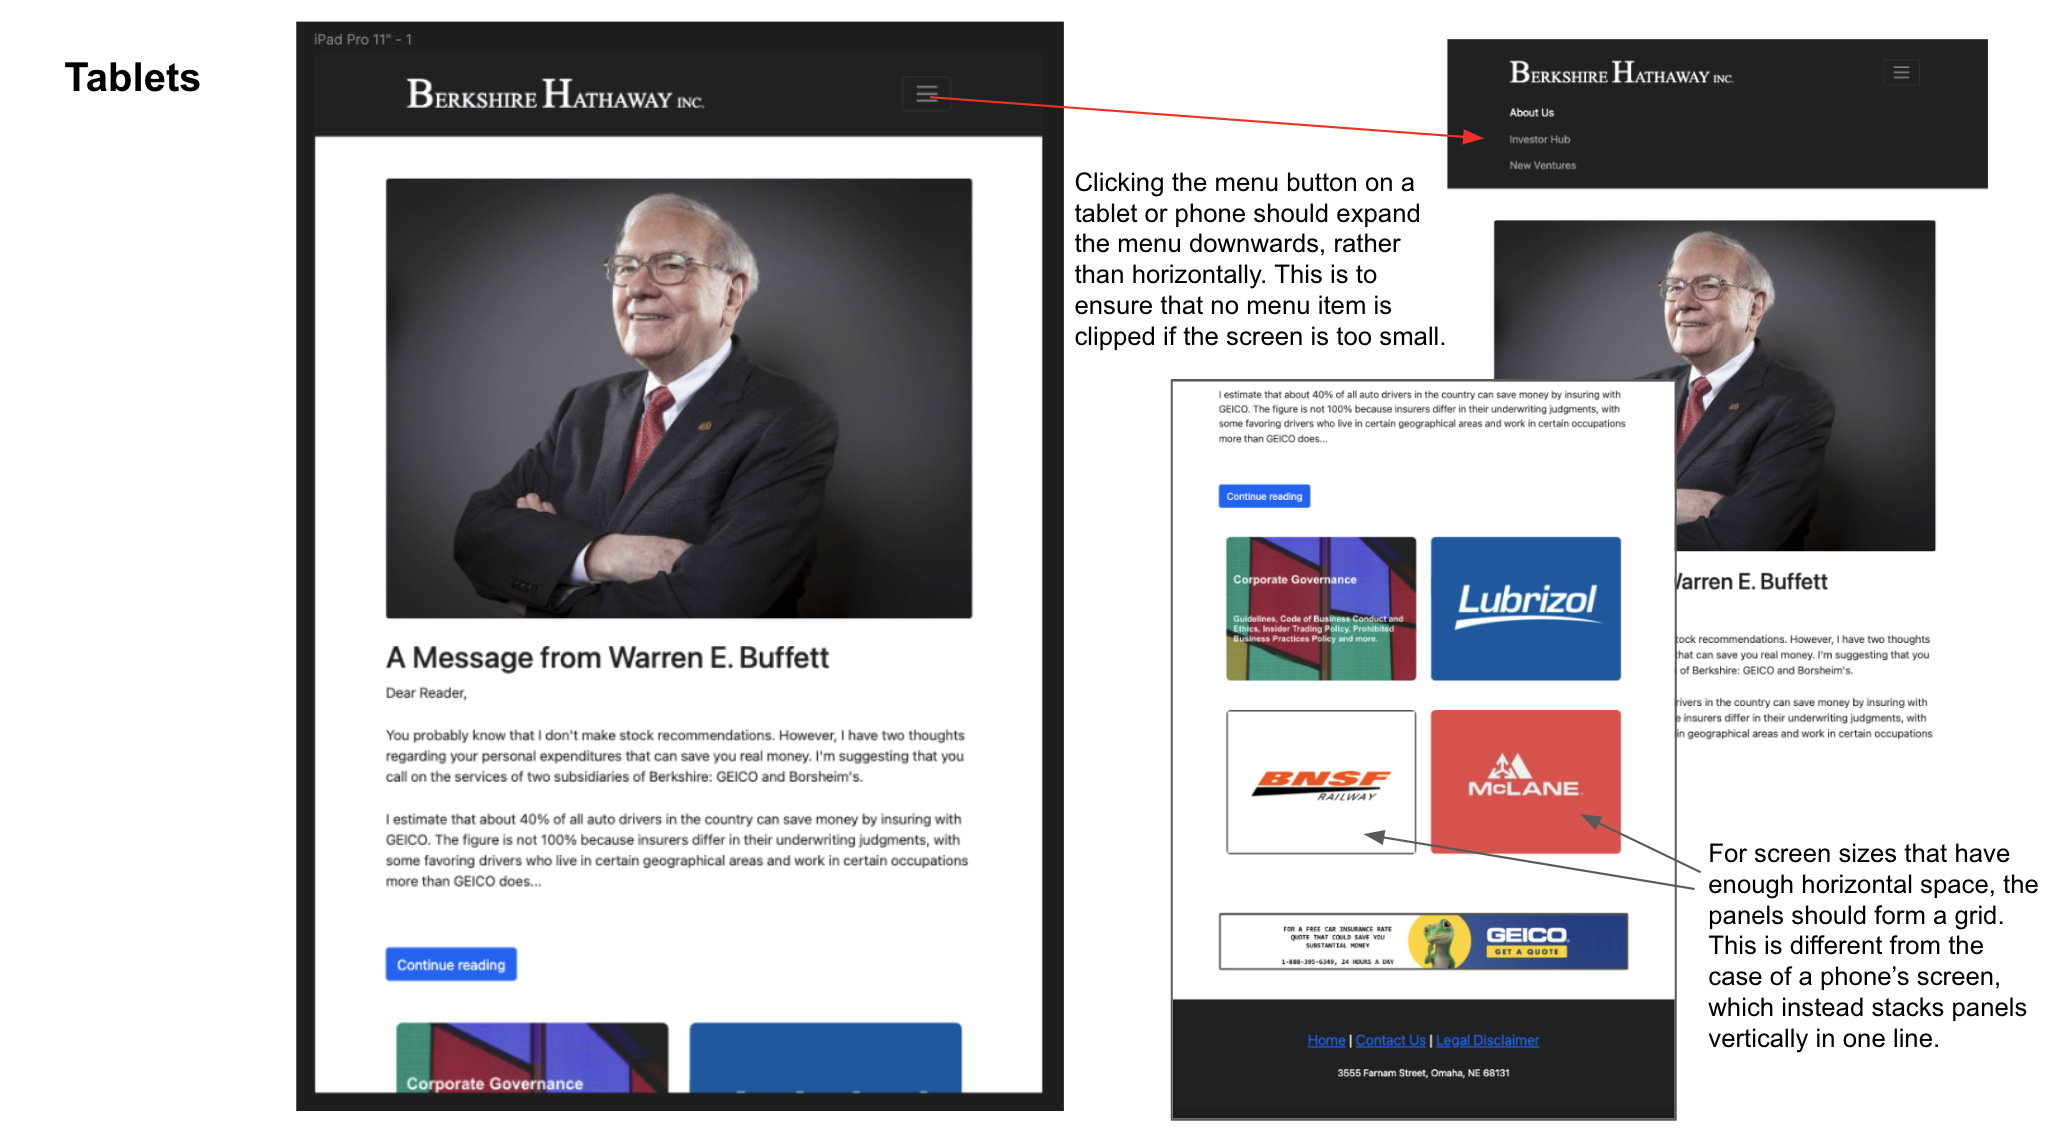 Tablets
iPad Pro 11" - 1
BERKSHIRE HATHAWAY INC.
A Message from Warren E. Buffett
Dear Reader,
You probably know that I don't make stock recommendations. However, I have two thoughts
regarding your personal expenditures that can save you real money. I'm suggesting that you
call on the services of two subsidiaries of Berkshire: GEICO and Borsheim's.
I estimate that about 40% of all auto drivers in the country can save money by insuring with
GEICO. The figure is not 100% because insurers differ in their underwriting judgments, with
some favoring drivers who live in certain geographical areas and work in certain occupations
more than GEICO does...
Continue reading
Corporate Governance
Clicking the menu button on a
tablet or phone should expand
the menu downwards, rather
than horizontally. This is to
ensure that no menu item is
clipped if the screen is too small.
BERKSHIRE HATHAWAY INC.
About Us
Investor Hub
New Ventures
Warren E. Buffett
tock recommendations. However, I have two thoughts
that can save you real money. I'm suggesting that you
of Berkshire: GEICO and Borsheim's.
rivers in the country can save money by insuring with
e insurers differ in their underwriting judgments, with
in geographical areas and work in certain occupations
I estimate that about 40% of all auto drivers in the country can save money by insuring with
GEICO. The figure is not 100% because insurers differ in their underwriting judgments, with
some favoring drivers who live in certain geographical areas and work in certain occupations
more than GEICO does...
Continue reading
Corporate Governance
Guidelines, Code of Business Conduct and
Ethics, Insider Trading Policy, Prohibited
Business Practices Policy and more.
Lubrizol
BNSF
RAILWAY
McLANE
FOR A FREE CAR INSURANCE RATE
QUOTE THAT COULD SAVE YOU
SUBSTANTIAL MONEY
1-888-395-6349, 24 HOURS A DAY
GEICO
GET A QUOTE
Home | Contact Us | Legal Disclaimer
3555 Farnam Street, Omaha, NE 68131
For screen sizes that have
enough horizontal space, the
panels should form a grid.
This is different from the
case of a phone's screen,
which instead stacks panels
vertically in one line.